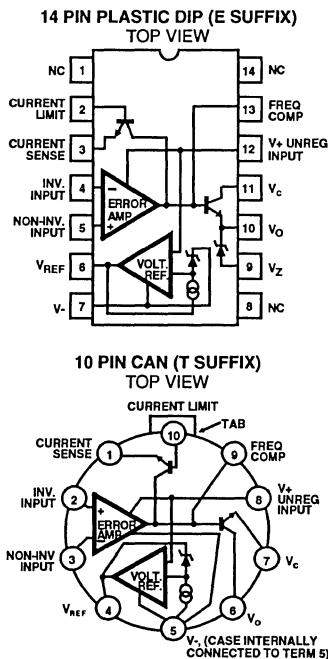 14 PIN PLASTIC DIP (E SUFFIX)
TOP VIEW
NC 1 14 NC
CURRENT LIMIT 2 13 FREQ COMP
CURRENT SENSE 3 12 V+ UNREG INPUT
INV. INPUT 4 11 VC
NON-INV. INPUT 5 10 VO
VREF 6 9 VZ
V- 7 8 NC
− ERROR AMP. +
VOLT. REF.
10 PIN CAN (T SUFFIX)
TOP VIEW
CURRENT LIMIT
10 TAB
CURRENT SENSE 1 9 FREQ COMP
INV. INPUT 2 8 V+ UNREG INPUT
+ ERROR AMP. −
NON-INV INPUT 3 7 VC
VOLT. REF.
VREF 4 6 VO
5
V-, (CASE INTERNALLY
CONNECTED TO TERM 5)